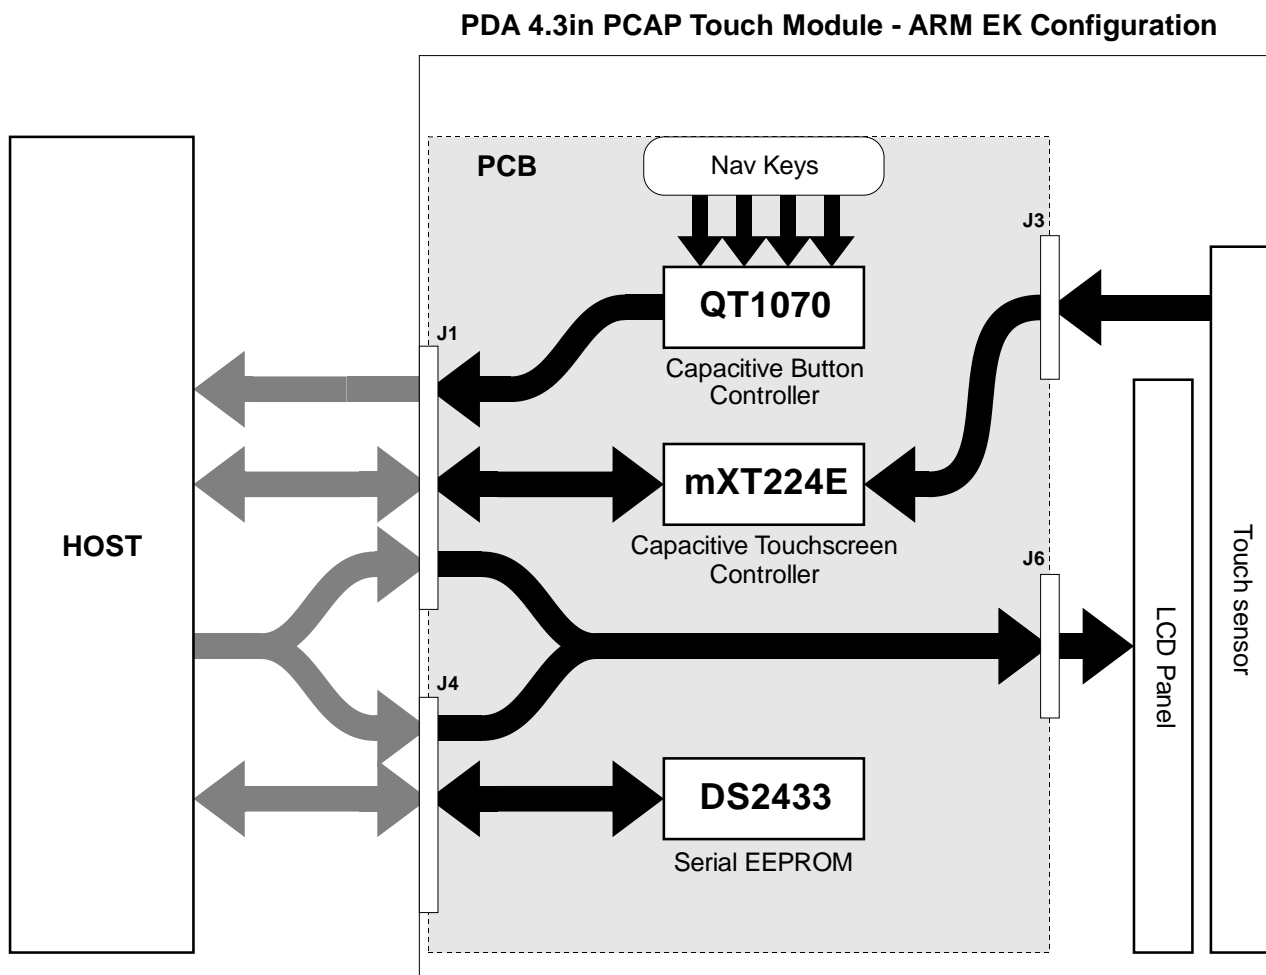 PDA 4.3in PCAP Touch Module - ARM EK Configuration
PCB
Nav Keys
J3
QT1070
J1
Capacitive Button
Controller
mXT224E
HOST
Capacitive Touchscreen
Controller
J6
Touch sensor
LCD Panel
J4
DS2433
Serial EEPROM